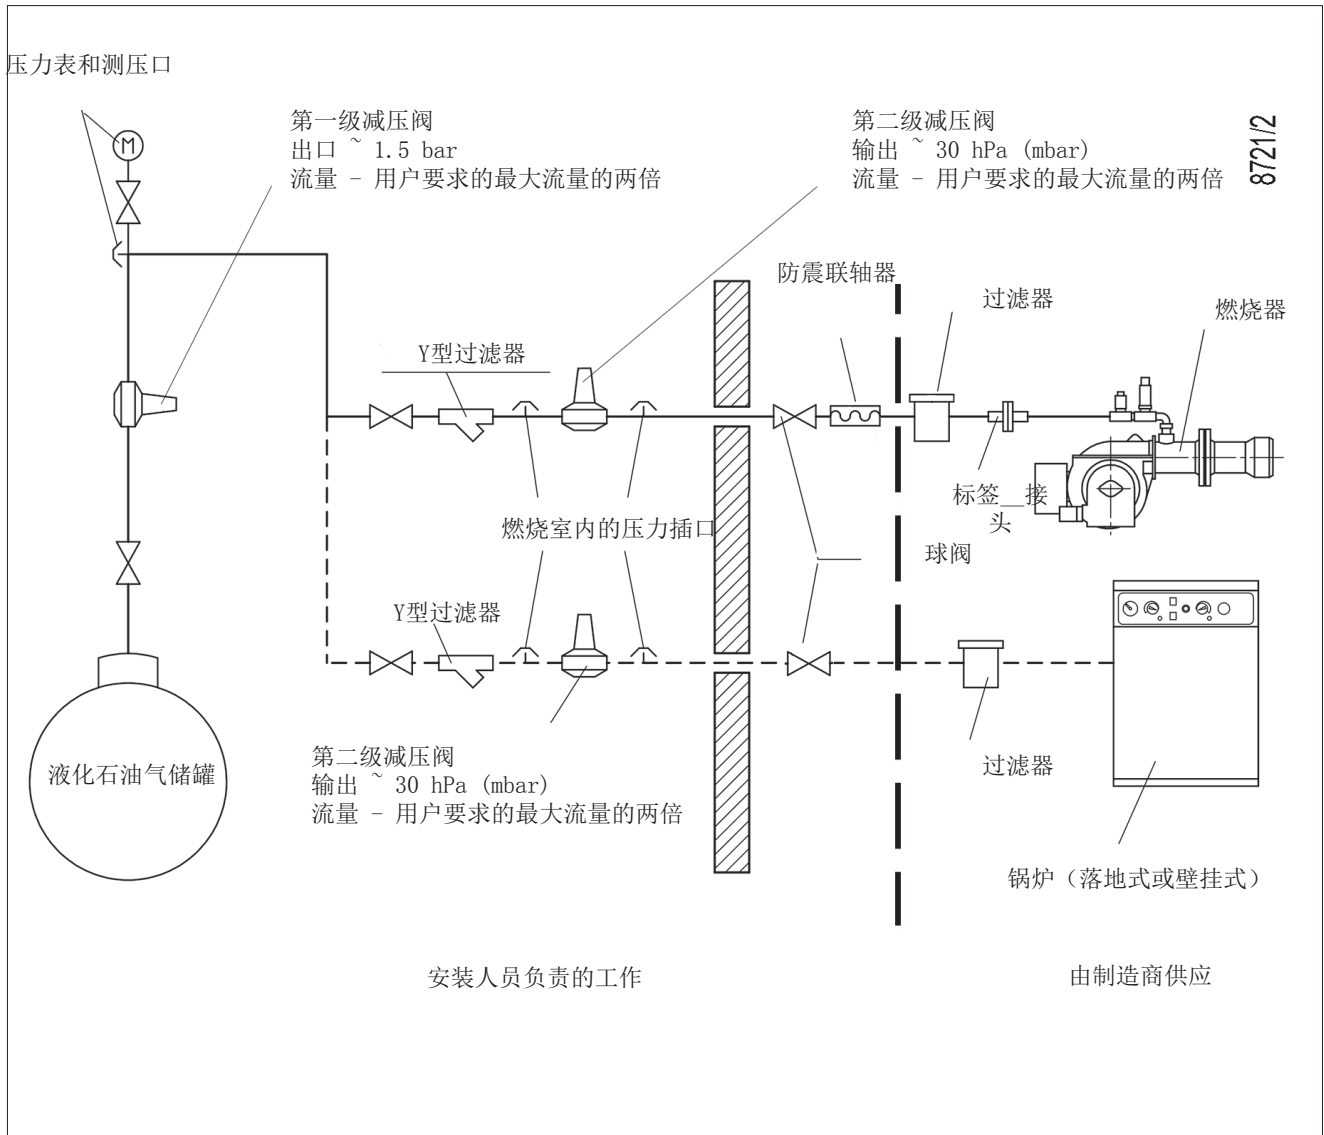 压力表和测压口
M
第一级减压阀
出口 ~ 1.5 bar
流量 - 用户要求的最大流量的两倍
第二级减压阀
输出 ~ 30 hPa (mbar)
流量 - 用户要求的最大流量的两倍
8721/2
防震联轴器
过滤器
燃烧器
Y型过滤器
标签__接
头
燃烧室内的压力插口
球阀
Y型过滤器
液化石油气储罐
第二级减压阀
输出 ~ 30 hPa (mbar)
流量 - 用户要求的最大流量的两倍
过滤器
锅炉（落地式或壁挂式）
安装人员负责的工作
由制造商供应